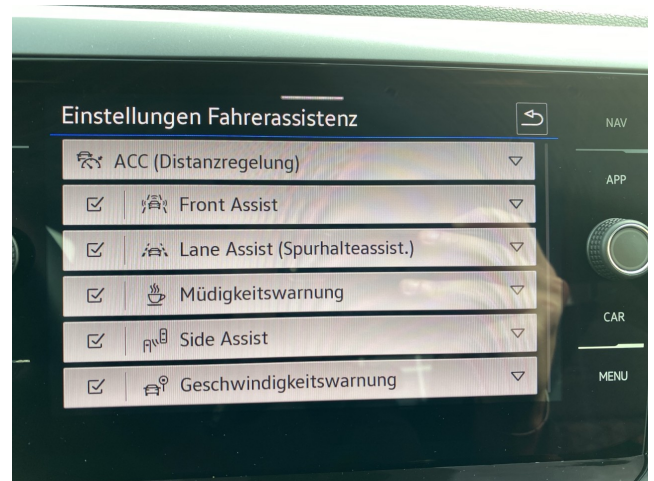 Einstellungen Fahrerassistenz
NAV
ACC (Distanzregelung)
APP
Front Assist
Lane Assist (Spurhalteassist.)
Müdigkeitswarnung
CAR
Side Assist
MENU
Geschwindigkeitswarnung